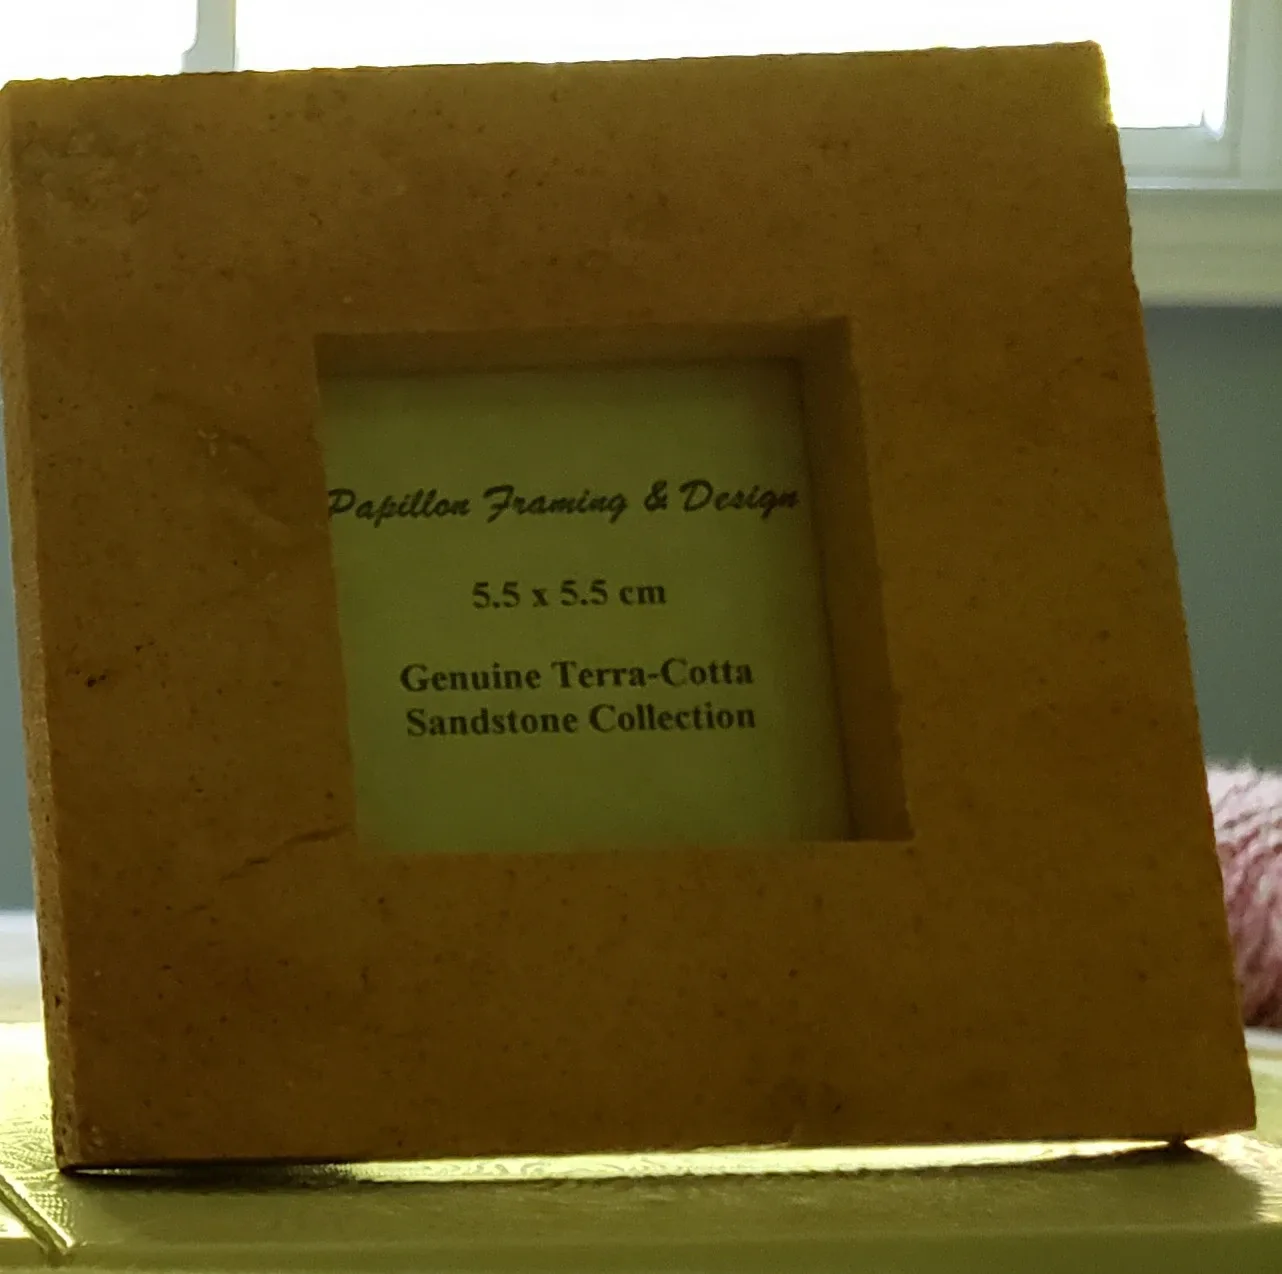 Papillon Framing & Design
5.5 x 5.5 cm
Genuine Terra-Cotta
Sandstone Collection